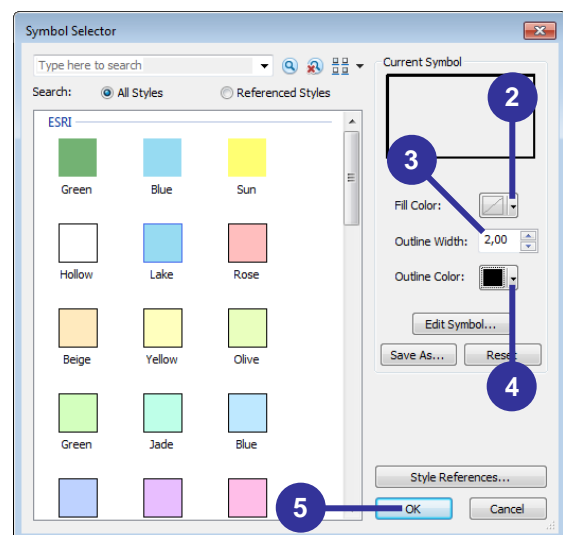 Symbol Selector
Type here to search
Search: All Styles Referenced Styles
ESRI
Green Blue Sun
Hollow Lake Rose
Beige Yellow Olive
Green Jade Blue
Current Symbol
2
3
Fill Color:
Outline Width: 2,00
Outline Color:
Edit Symbol...
Save As... Reset
4
Style References...
5
OK Cancel